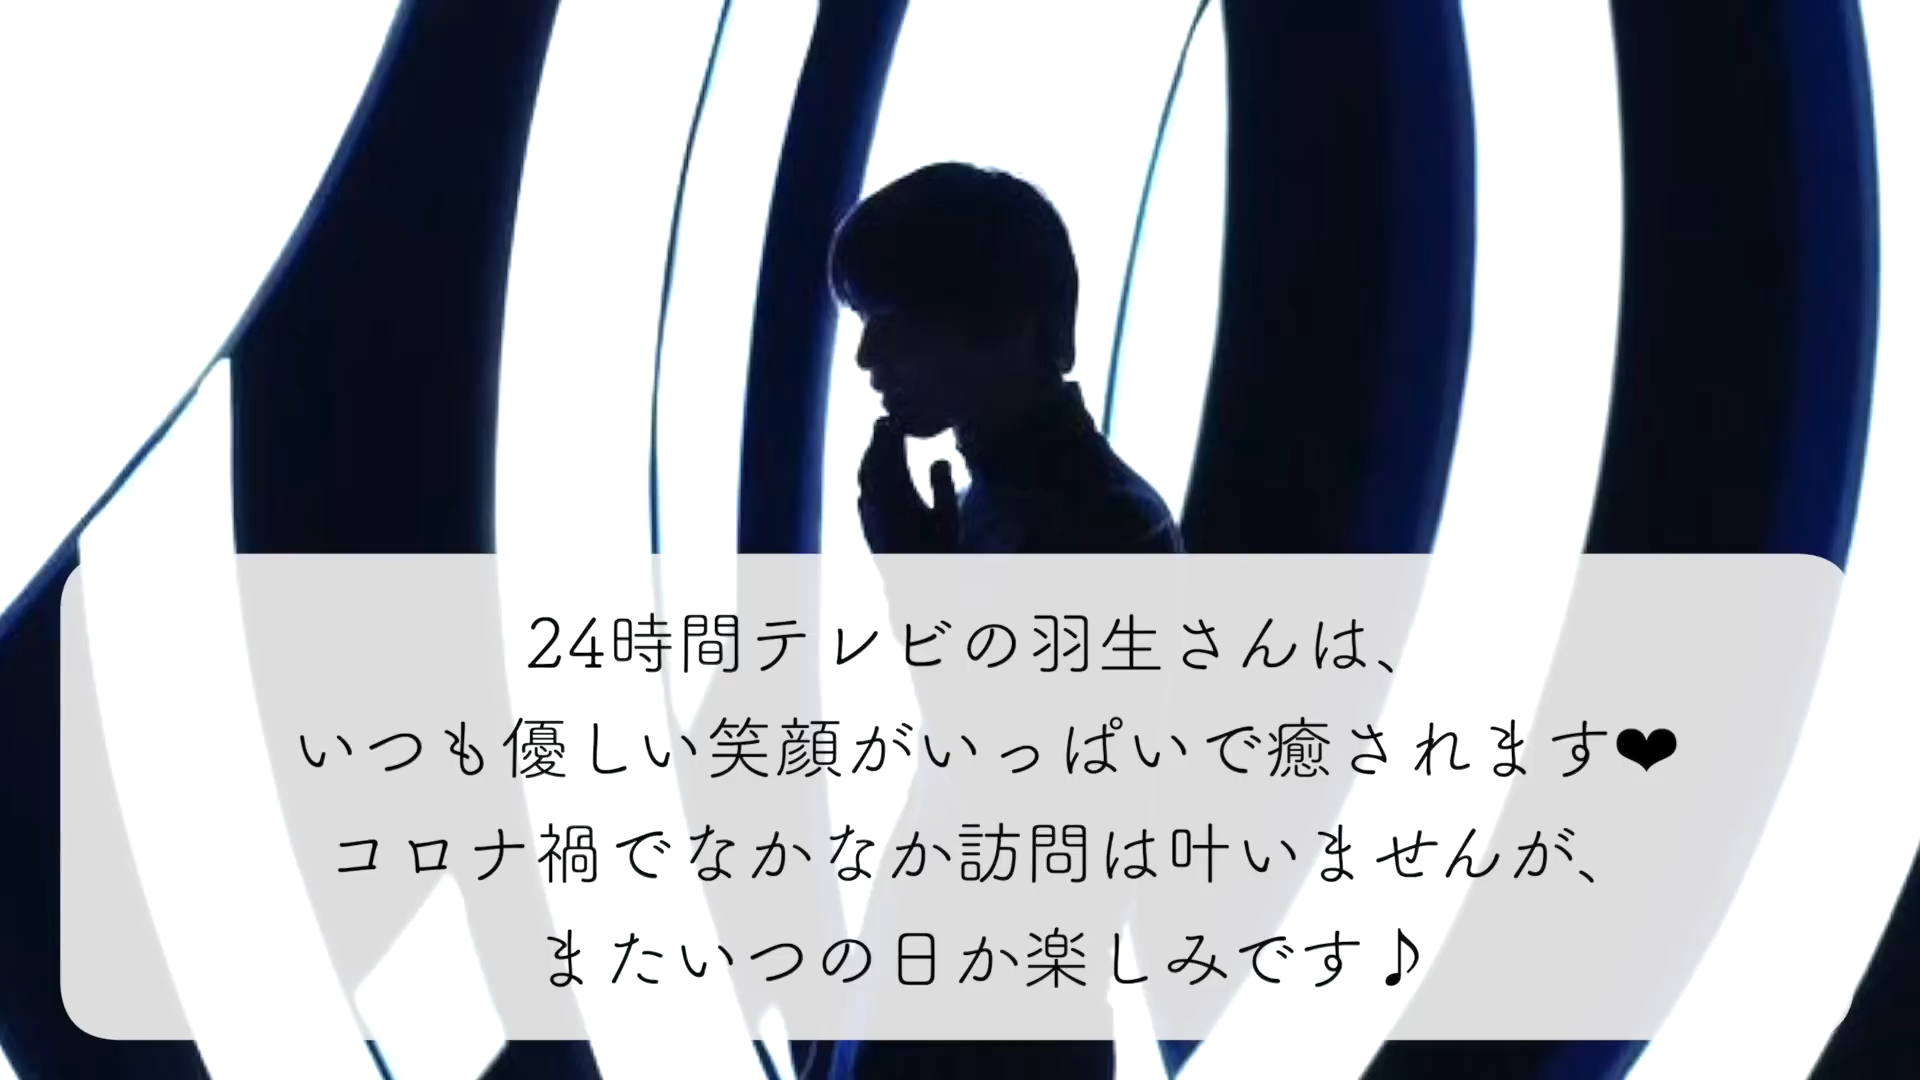 24時間テレビの羽生さんは、
いつも優しい笑顔がいっぱいで癒されます❤
コロナ禍でなかなか訪問は叶いませんが、
またいつの日か楽しみです♪